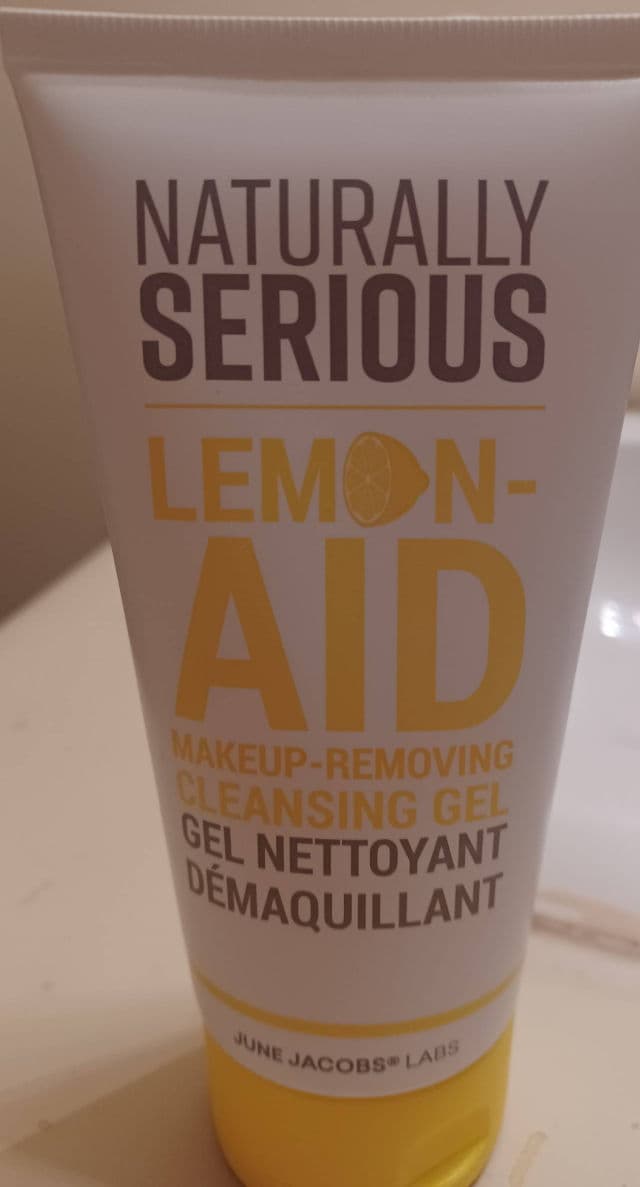 NATURALLY
SERIOUS
LEMON-
AID
MAKEUP-REMOVING
CLEANSING GEL
GEL NETTOYANT
DÉMAQUILLANT
JUNE JACOBS® LABS